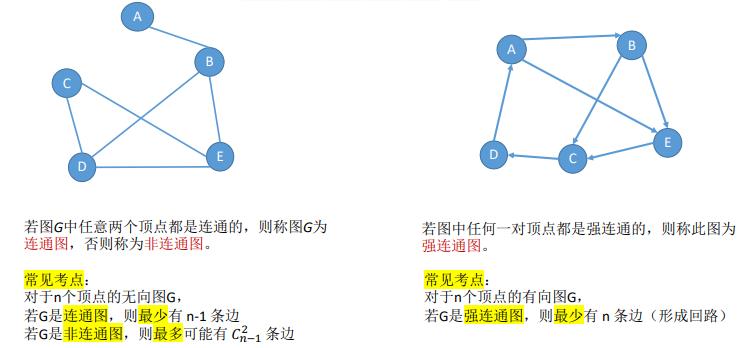 A
B
C
D
E
若图G中任意两个顶点都是连通的，则称图G为
连通图，否则称为非连通图。
常见考点：
对于n个顶点的无向图G，
若G是连通图，则最少有 n-1 条边
若G是非连通图，则最多可能有 C²ₙ₋₁ 条边
A
B
D
C
E
若图中任何一对顶点都是强连通的，则称此图为
强连通图。
常见考点：
对于n个顶点的有向图G，
若G是强连通图，则最少有 n 条边（形成回路）